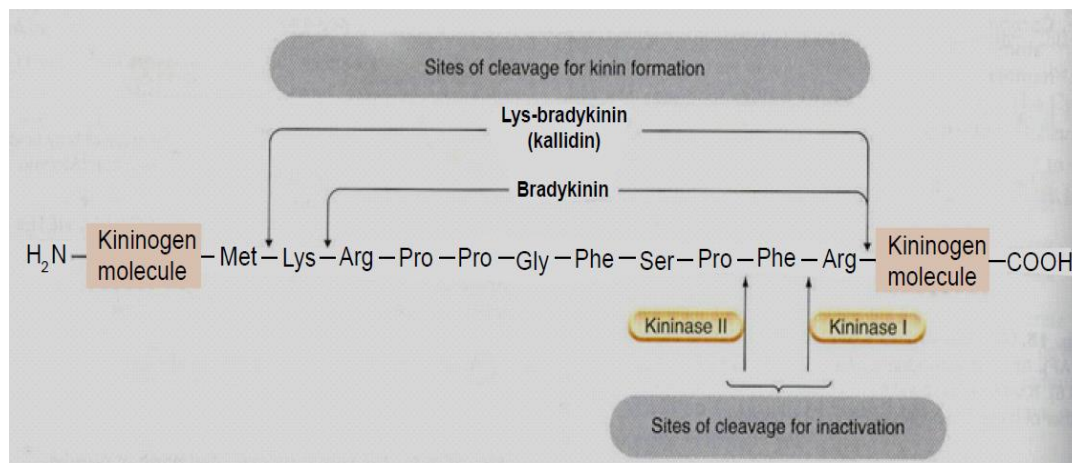 Sites of cleavage for kinin formation
Lys-bradykinin
(kallidin)
Bradykinin
H2N–Kininogen molecule–Met–Lys–Arg–Pro–Pro–Gly–Phe–Ser–Pro–Phe–Arg–Kininogen molecule–COOH
Kininase II
Kininase I
Sites of cleavage for inactivation